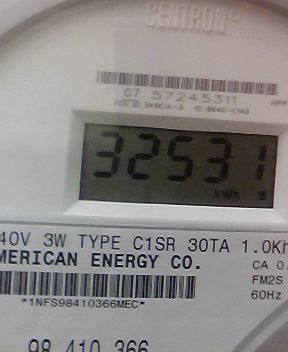 CENTRON®
07 57245311
32531
kWh
40V 3W TYPE C1SR 30TA 1.0Kh
MERICAN ENERGY CO.
CA 0.
FM2S
60Hz
*1NFS98410366MEC*
98 410 366